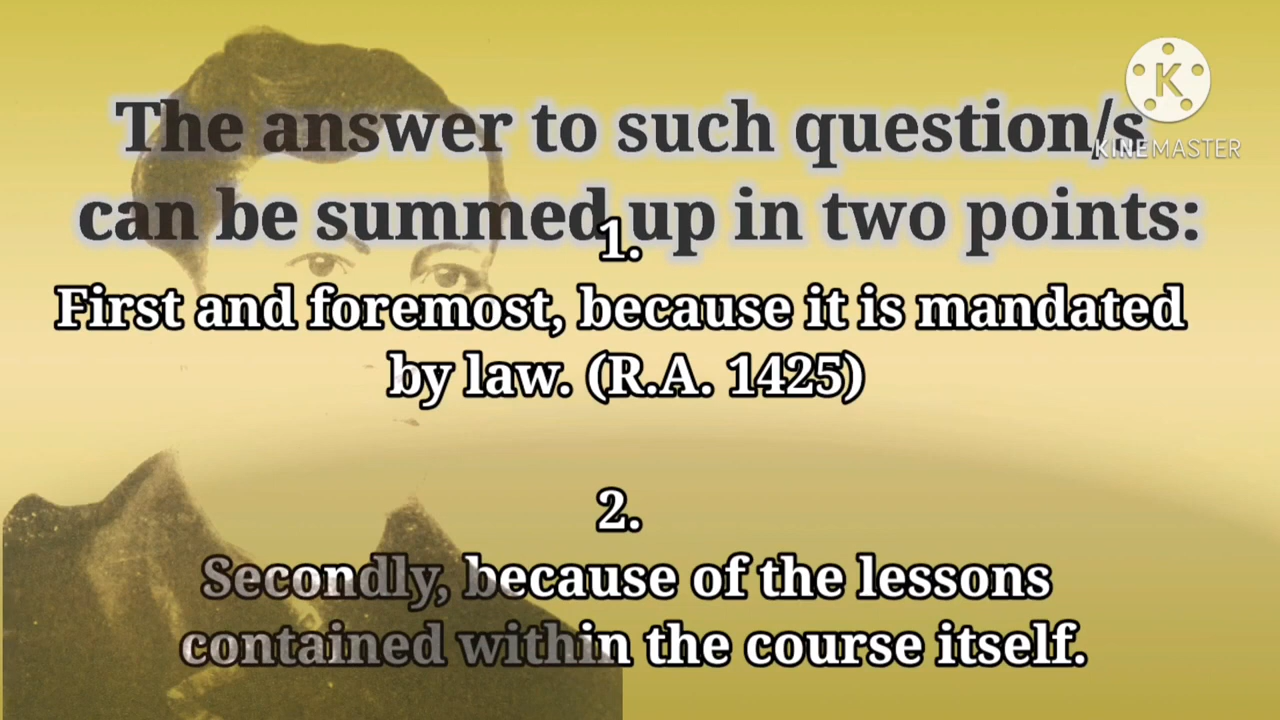 The answer to such question/s
can be summed up in two points:
1.
First and foremost, because it is mandated
by law. (R.A. 1425)
2.
Secondly, because of the lessons
contained within the course itself.
K
KINEMASTER